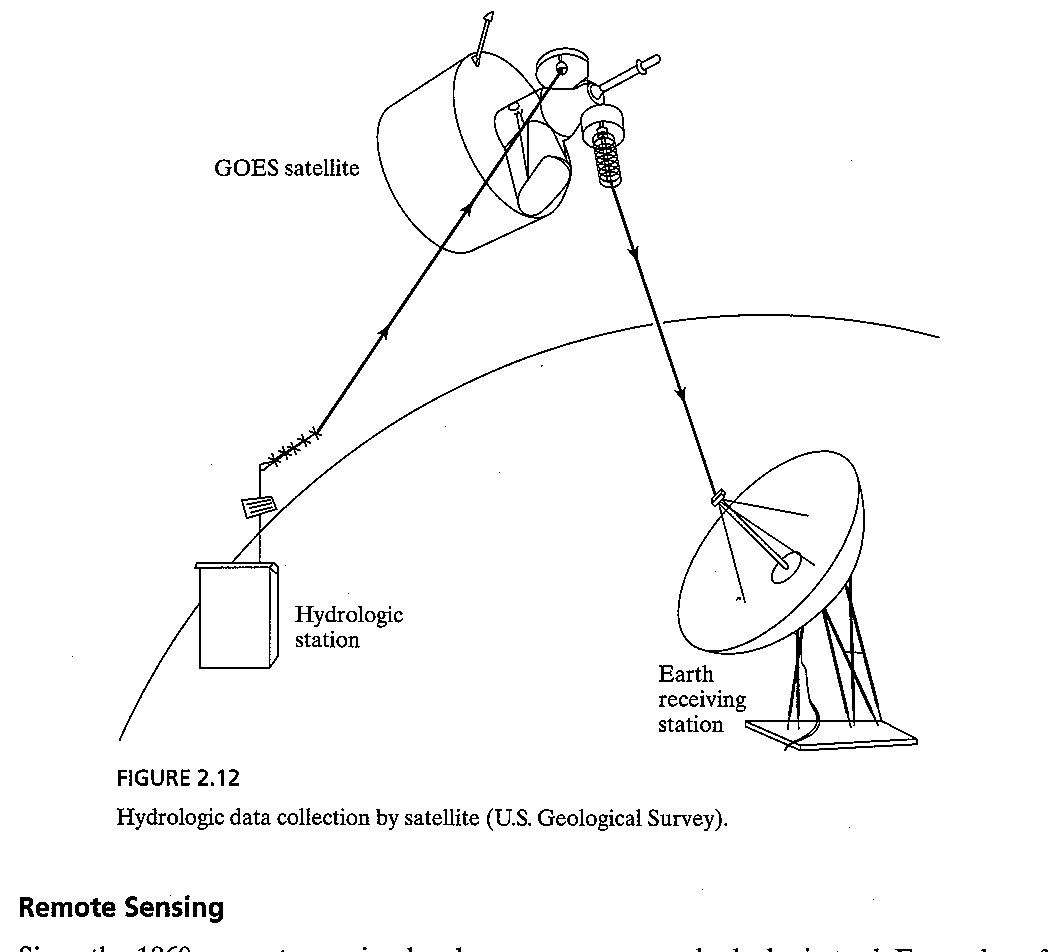 GOES satellite
Hydrologic
station
Earth
receiving
station
FIGURE 2.12
Hydrologic data collection by satellite (U.S. Geological Survey).
Remote Sensing